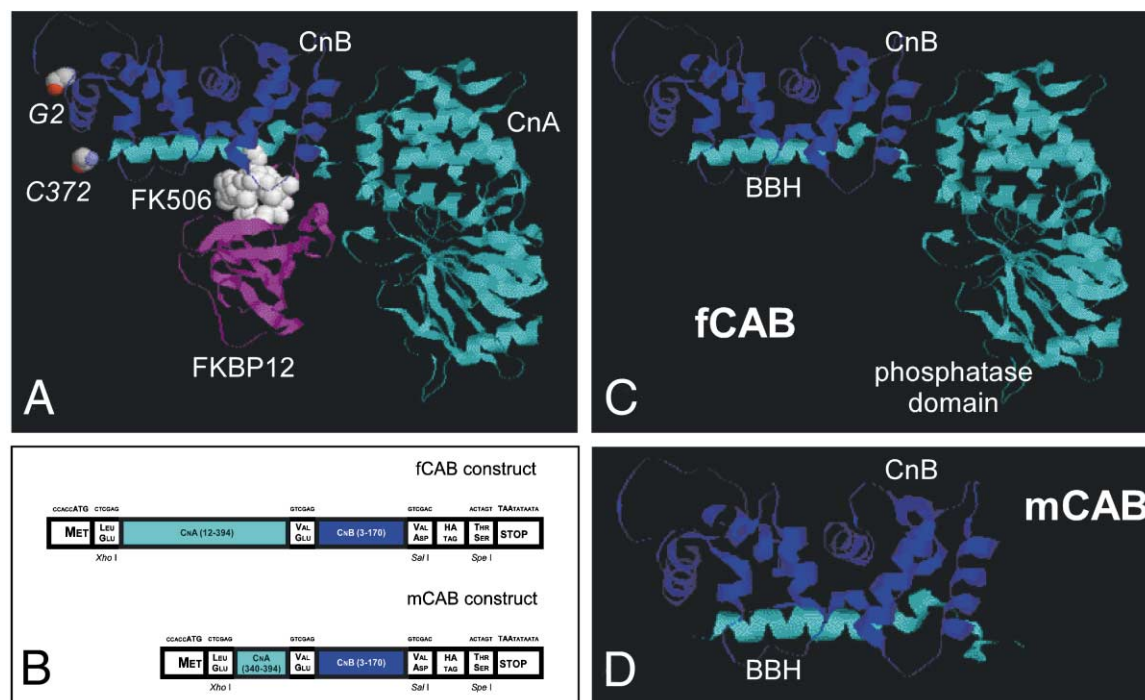 CnB
G2
CnA
C372
FK506
FKBP12
A
CnB
BBH
fCAB
phosphatase
domain
C
fCAB construct
CCACCATG CTCGAG GTCGAG GTCGAC ACTAGT TAATATAATA
MET LEU GLU CNA (12-394) VAL GLU CNB (3-170) VAL ASP HA TAG THR SER STOP
Xho I Sal I Spe I
mCAB construct
CCACCATG CTCGAG GTCGAG GTCGAC ACTAGT TAATATAATA
MET LEU GLU CNA (340-394) VAL GLU CNB (3-170) VAL ASP HA TAG THR SER STOP
Xho I Sal I Spe I
B
CnB
mCAB
BBH
D